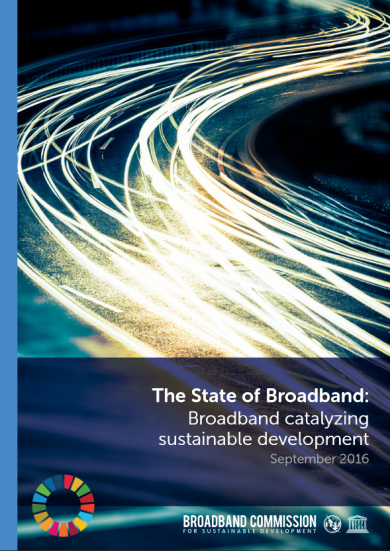 The State of Broadband:
Broadband catalyzing
sustainable development
September 2016
BROADBAND COMMISSION
FOR SUSTAINABLE DEVELOPMENT